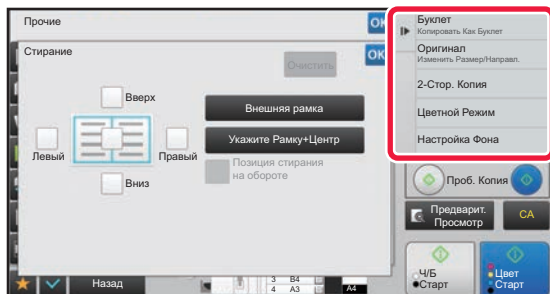 Прочие
OK
Стирание
OK
Очистить
Вверх
Внешняя рамка
Укажите Рамку+Центр
Левый
Правый
Позиция стирания
на обороте
Вниз
Назад
3 B4
4 A3
A4
Буклет
Копировать Как Буклет
Оригинал
Изменить Размер/Направл.
2-Стор. Копия
Цветной Режим
Настройка Фона
Проб. Копия
Предварит.
Просмотр
CA
Ч/Б
Старт
Цвет
Старт